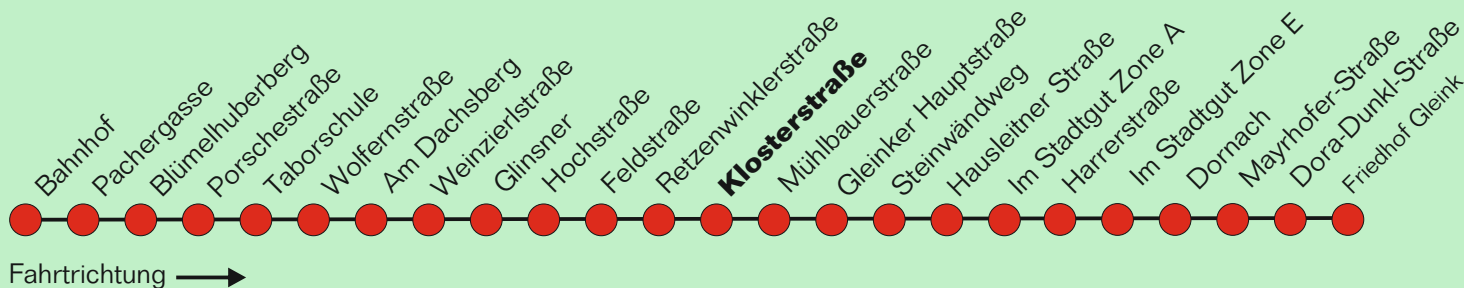 Bahnhof
Pachergasse
Blümelhuberberg
Porschestraße
Taborschule
Wolfernstraße
Am Dachsberg
Weinzierlstraße
Glinsner
Hochstraße
Feldstraße
Retzenwinklerstraße
Klosterstraße
Mühlbauerstraße
Gleinker Hauptstraße
Steinwändweg
Hausleitner Straße
Im Stadtgut Zone A
Harrerstraße
Im Stadtgut Zone E
Dornach
Mayrhofer-Straße
Dora-Dunkl-Straße
Friedhof Gleink
Fahrtrichtung